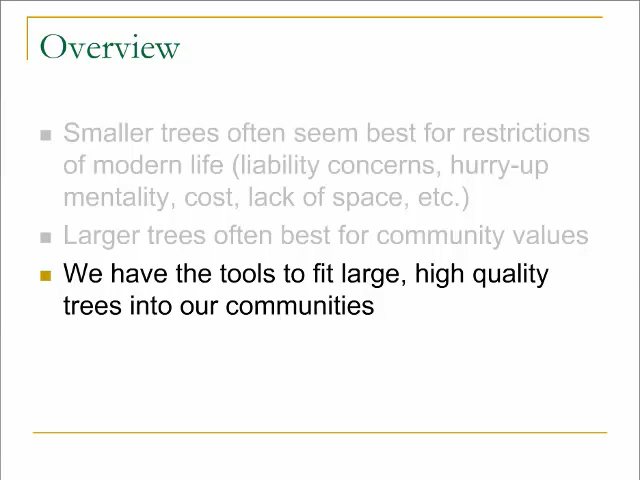 Overview
Smaller trees often seem best for restrictions
of modern life (liability concerns, hurry-up
mentality, cost, lack of space, etc.)
Larger trees often best for community values
We have the tools to fit large, high quality
trees into our communities